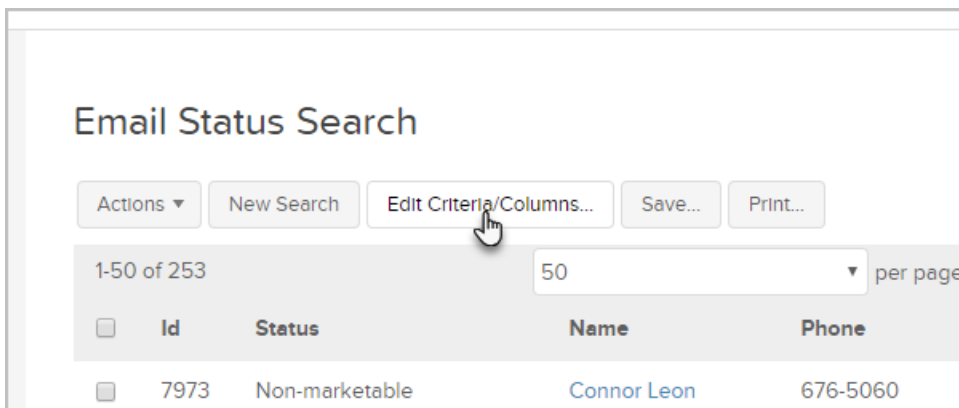 Email Status Search
Actions ▼ New Search Edit Criteria/Columns... Save... Print...
1-50 of 253 50 ▼ per page
Id Status Name Phone
7973 Non-marketable Connor Leon 676-5060